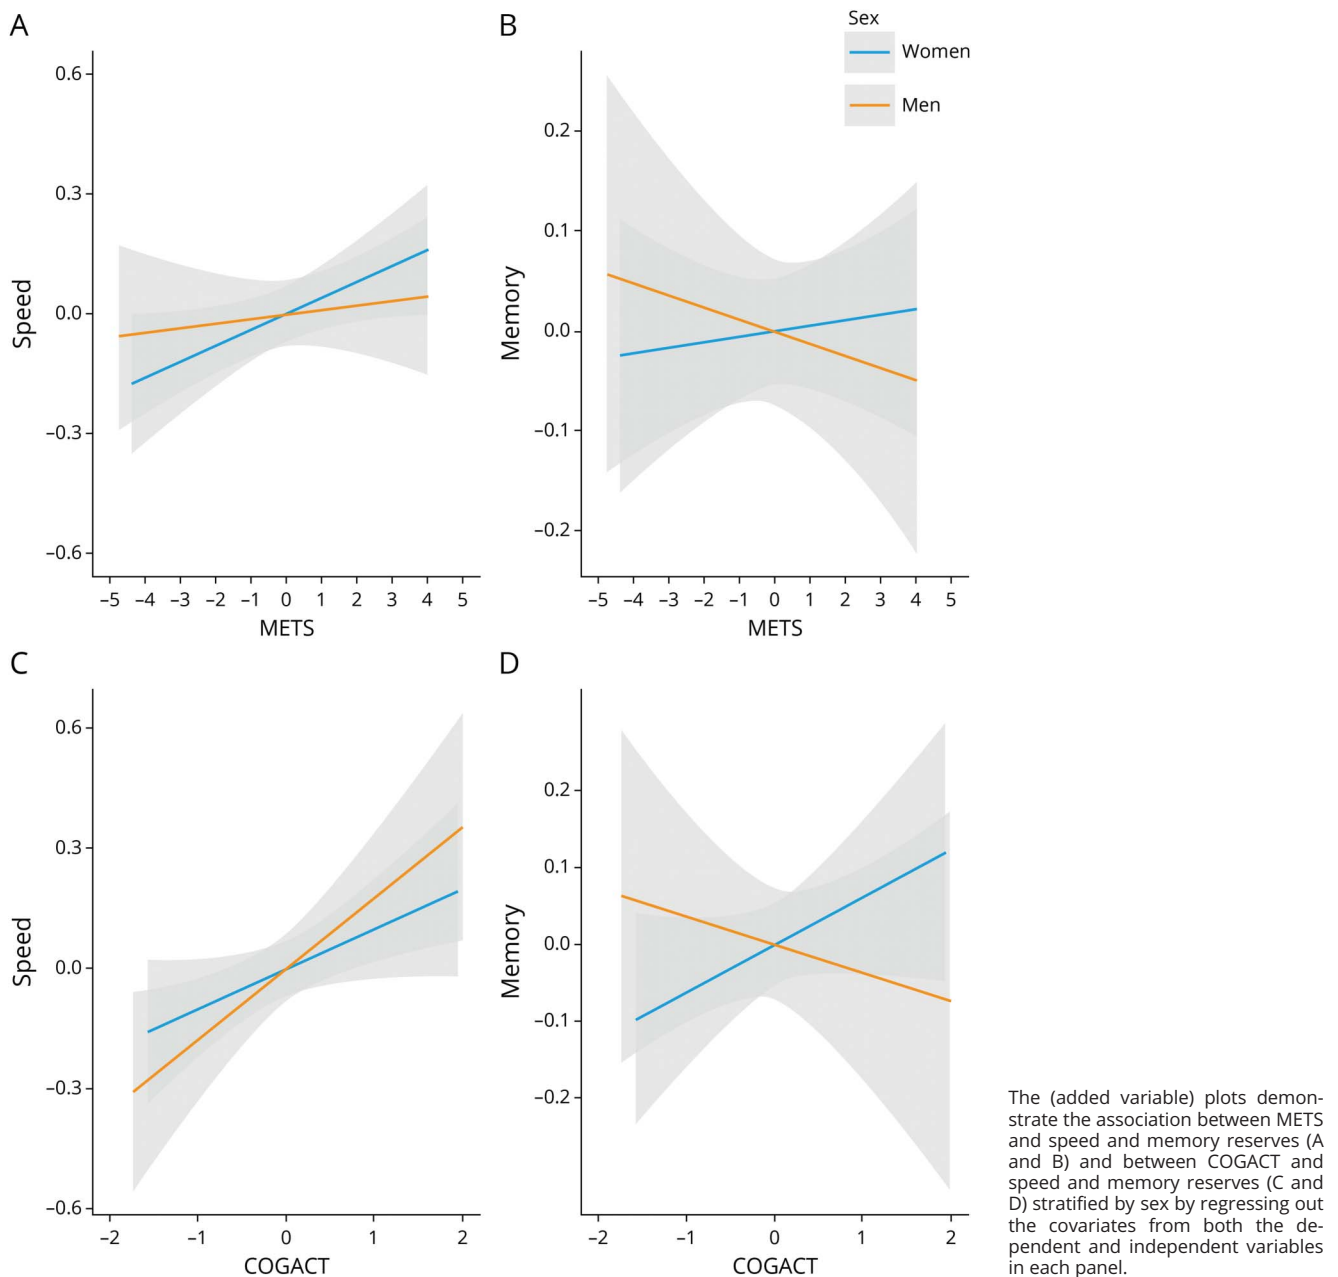 A
B
Sex
Women
Men
0.6
0.3
0.0
–0.3
–0.6
Speed
–5 –4 –3 –2 –1 0 1 2 3 4 5
METS
0.2
0.1
0.0
–0.1
–0.2
Memory
–5 –4 –3 –2 –1 0 1 2 3 4 5
METS
C
D
0.6
0.3
0.0
–0.3
–0.6
Speed
–2 –1 0 1 2
COGACT
0.2
0.1
0.0
–0.1
–0.2
Memory
–2 –1 0 1 2
COGACT
The (added variable) plots demon-
strate the association between METS
and speed and memory reserves (A
and B) and between COGACT and
speed and memory reserves (C and
D) stratified by sex by regressing out
the covariates from both the de-
pendent and independent variables
in each panel.